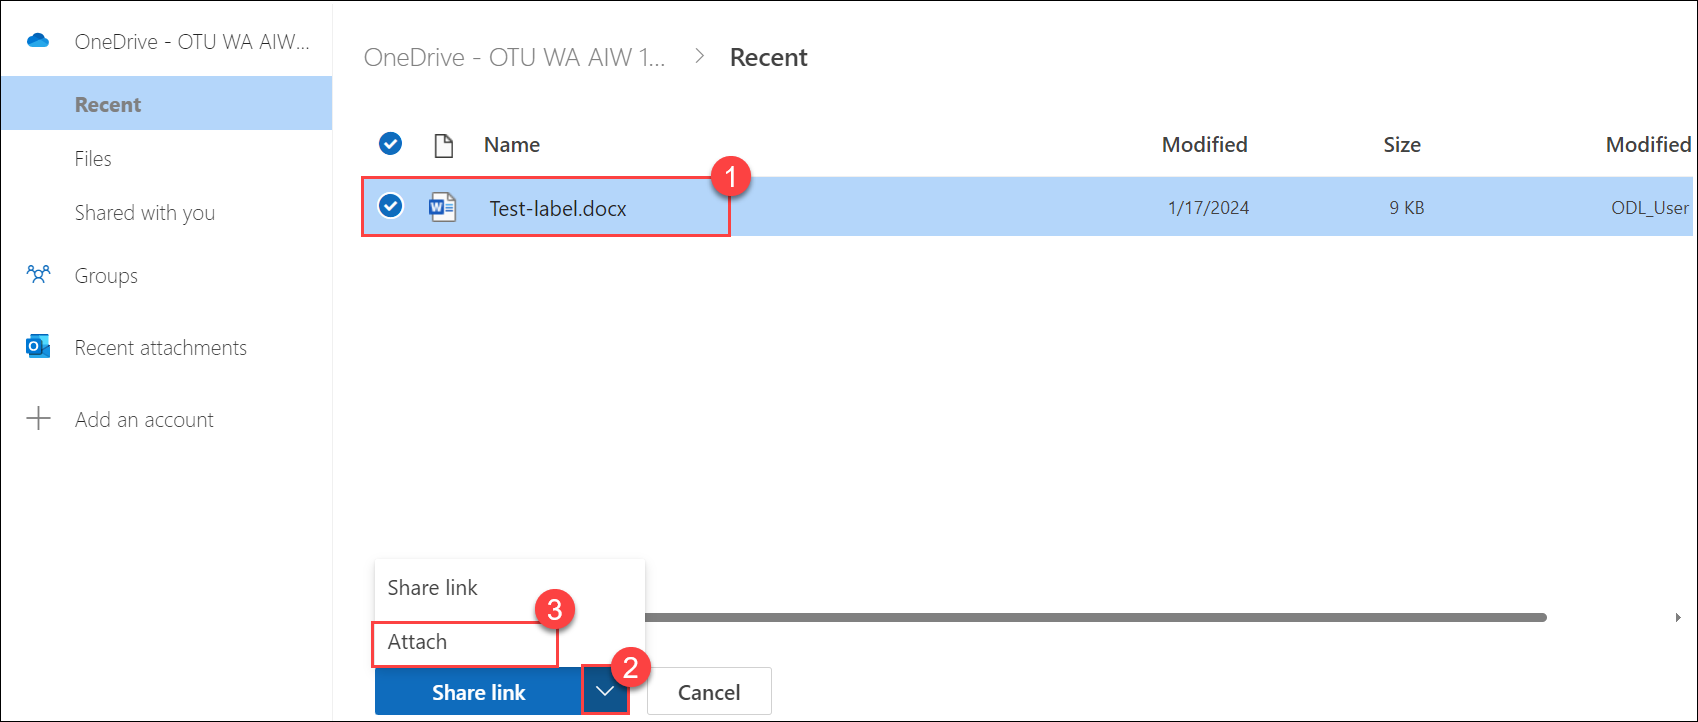 OneDrive - OTU WA AIW...
Recent
Files
Shared with you
Groups
Recent attachments
Add an account
OneDrive - OTU WA AIW 1... > Recent
Name Modified Size Modified
1
Test-label.docx 1/17/2024 9 KB ODL_User
Share link
3
Attach
2
Share link Cancel